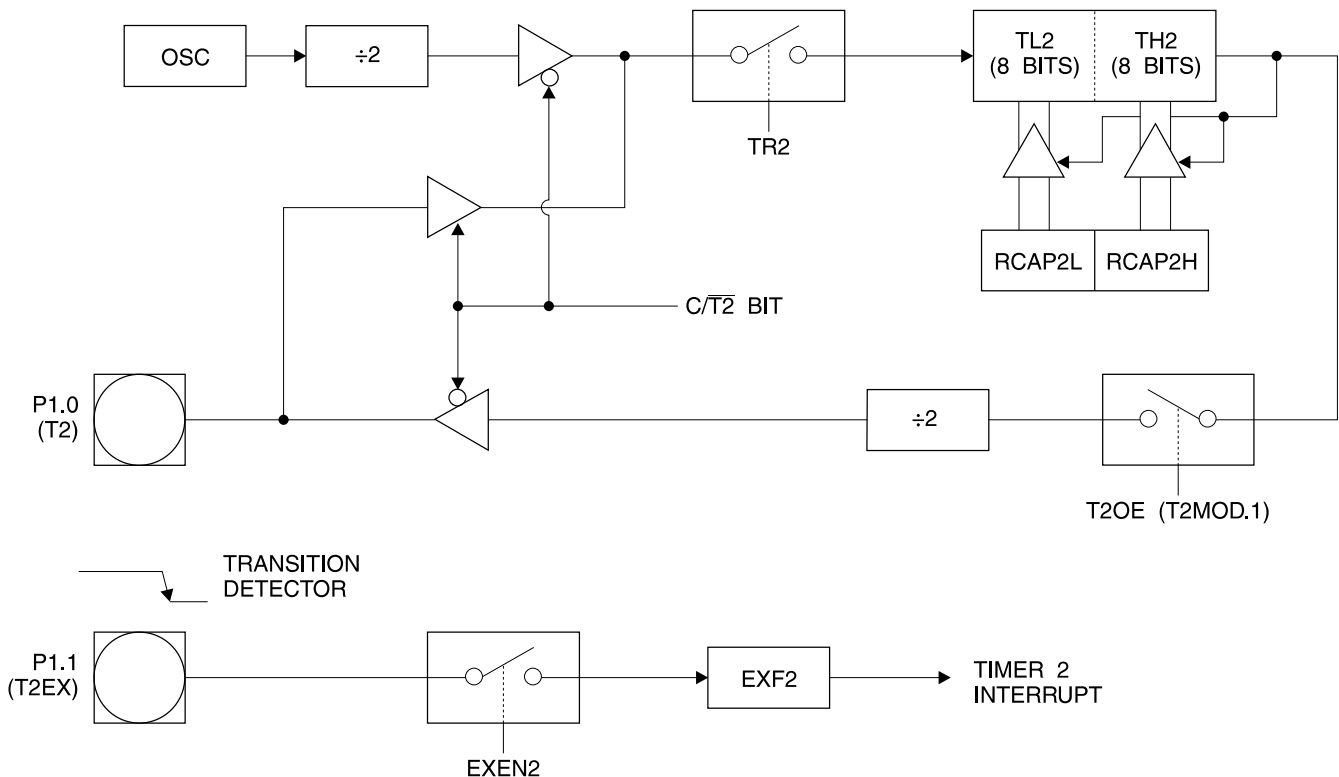 OSC
÷2
TL2
(8 BITS)
TH2
(8 BITS)
TR2
RCAP2L
RCAP2H
C/T2 BIT
P1.0
(T2)
÷2
T2OE (T2MOD.1)
TRANSITION
DETECTOR
P1.1
(T2EX)
EXF2
TIMER 2
INTERRUPT
EXEN2